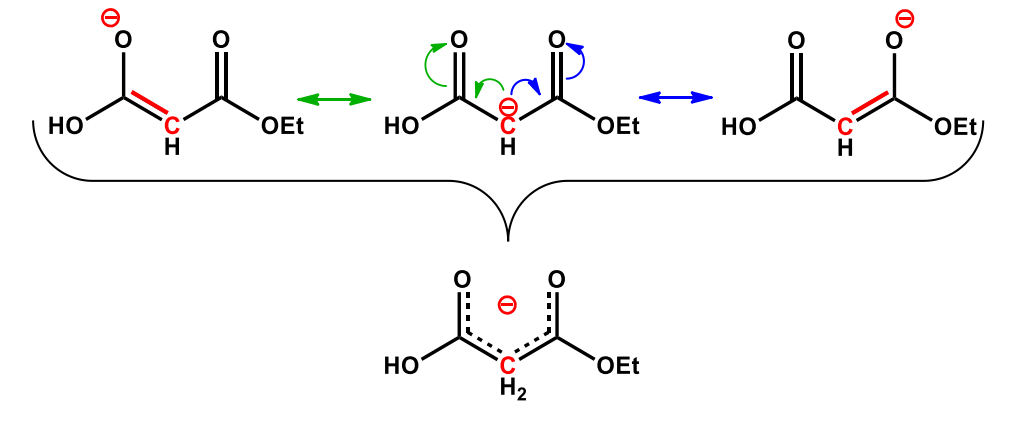 ⊖ ⊖
O O O O O O
HO C OEt HO ⊖ C OEt HO C OEt
H H H
O ⊖ O
HO C OEt
H2